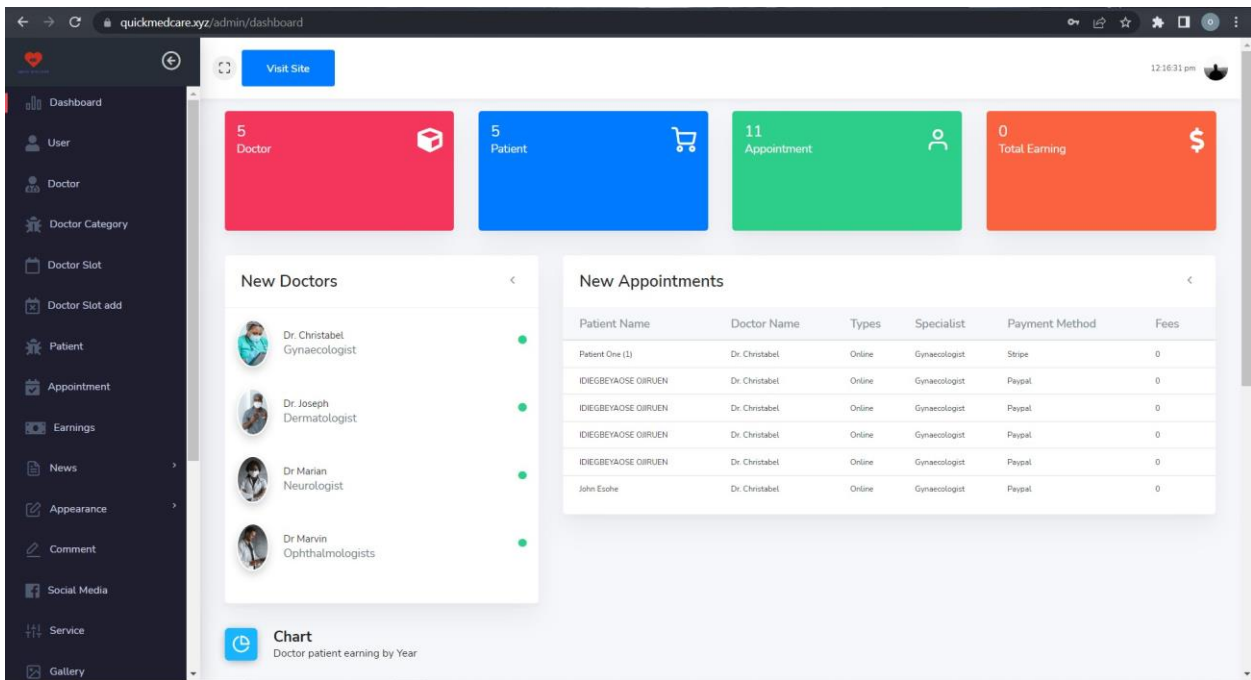 quickmedcare.xyz/admin/dashboard
Visit Site
12:16:31 pm
Dashboard
User
Doctor
Doctor Category
Doctor Slot
Doctor Slot add
Patient
Appointment
Earnings
News
Appearance
Comment
Social Media
Service
Gallery
5
Doctor
5
Patient
11
Appointment
0
Total Earning
$
New Doctors
Dr. Christabel
Gynaecologist
Dr. Joseph
Dermatologist
Dr Marian
Neurologist
Dr Marvin
Ophthalmologists
New Appointments
Patient Name Doctor Name Types Specialist Payment Method Fees
Patient One (1) Dr. Christabel Online Gynaecologist Stripe 0
IDIEGBEYAOSE OJIRUEN Dr. Christabel Online Gynaecologist Paypal 0
IDIEGBEYAOSE OJIRUEN Dr. Christabel Online Gynaecologist Paypal 0
IDIEGBEYAOSE OJIRUEN Dr. Christabel Online Gynaecologist Paypal 0
IDIEGBEYAOSE OJIRUEN Dr. Christabel Online Gynaecologist Paypal 0
John Esohe Dr. Christabel Online Gynaecologist Paypal 0
Chart
Doctor patient earning by Year